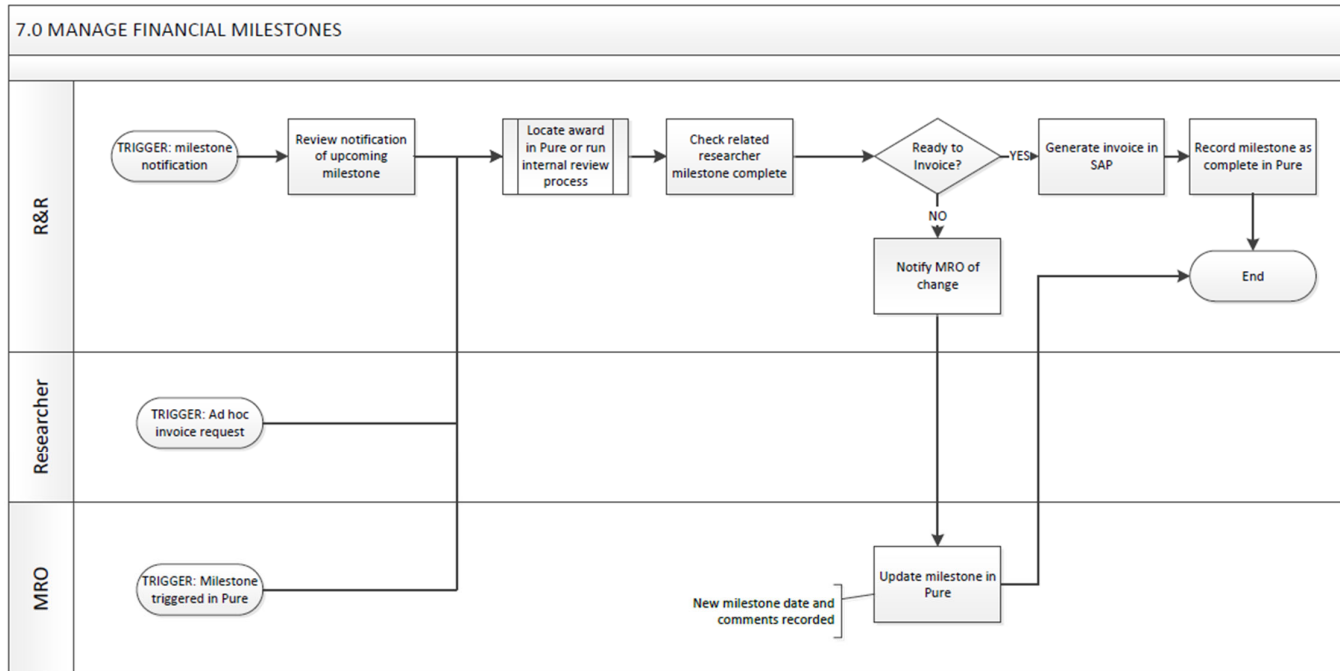 7.0 MANAGE FINANCIAL MILESTONES
R&R
TRIGGER: milestone
notification
Review notification
of upcoming
milestone
Locate award
in Pure or run
internal review
process
Check related
researcher
milestone complete
Ready to
Invoice?
YES
Generate invoice in
SAP
Record milestone as
complete in Pure
NO
Notify MRO of
change
End
Researcher
TRIGGER: Ad hoc
invoice request
MRO
TRIGGER: Milestone
triggered in Pure
New milestone date and
comments recorded
Update milestone in
Pure